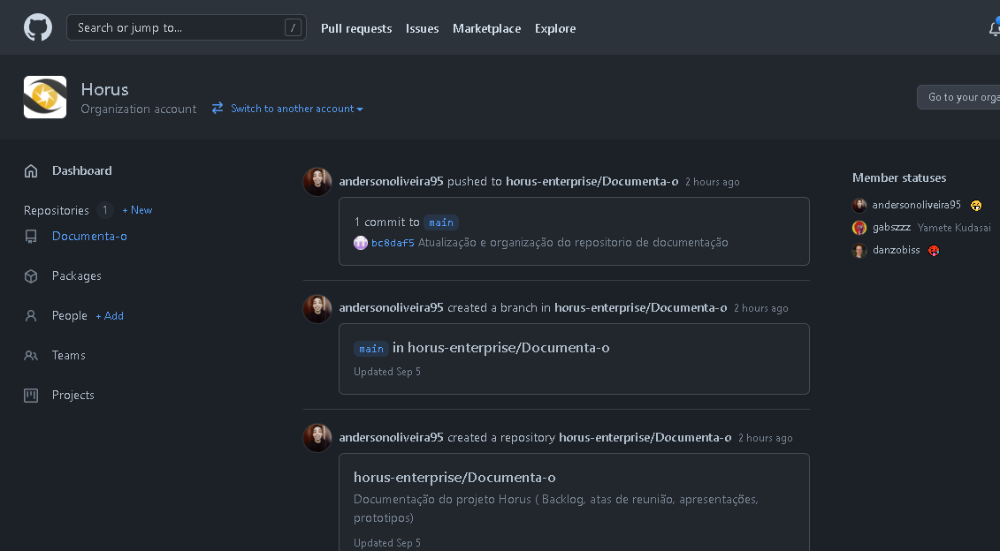 Search or jump to...
/
Pull requests Issues Marketplace Explore
Horus
Organization account
Switch to another account
Go to your orga
Dashboard
Repositories 1 + New
Documenta-o
Packages
People + Add
Teams
Projects
andersonoliveira95 pushed to horus-enterprise/Documenta-o 2 hours ago
1 commit to main
bc8daf5 Atualização e organização do repositorio de documentação
andersonoliveira95 created a branch in horus-enterprise/Documenta-o 2 hours ago
main in horus-enterprise/Documenta-o
Updated Sep 5
andersonoliveira95 created a repository horus-enterprise/Documenta-o 2 hours ago
horus-enterprise/Documenta-o
Documentação do projeto Horus ( Backlog, atas de reunião, apresentações,
prototipos)
Updated Sep 5
Member statuses
andersonoliveira95
gabszzz Yamete Kudasai
danzobiss